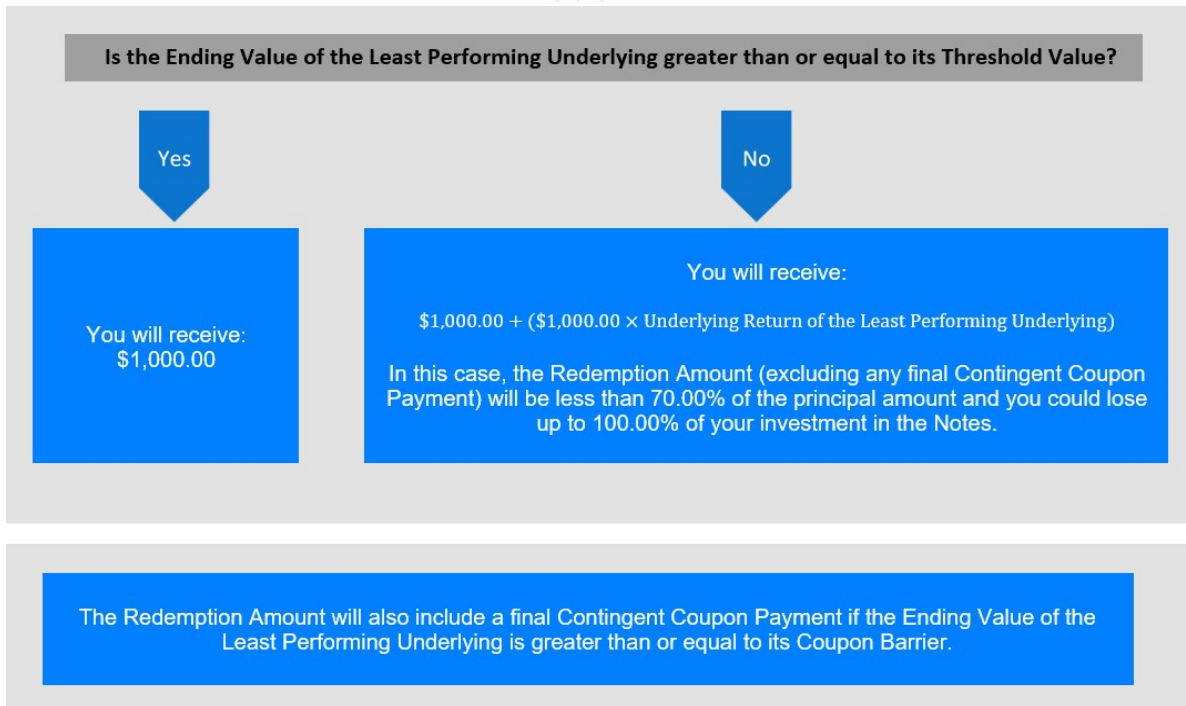 Is the Ending Value of the Least Performing Underlying greater than or equal to its Threshold Value?
Yes
No
You will receive:
$1,000.00
You will receive:
$1,000.00 + ($1,000.00 × Underlying Return of the Least Performing Underlying)
In this case, the Redemption Amount (excluding any final Contingent Coupon
Payment) will be less than 70.00% of the principal amount and you could lose
up to 100.00% of your investment in the Notes.
The Redemption Amount will also include a final Contingent Coupon Payment if the Ending Value of the
Least Performing Underlying is greater than or equal to its Coupon Barrier.